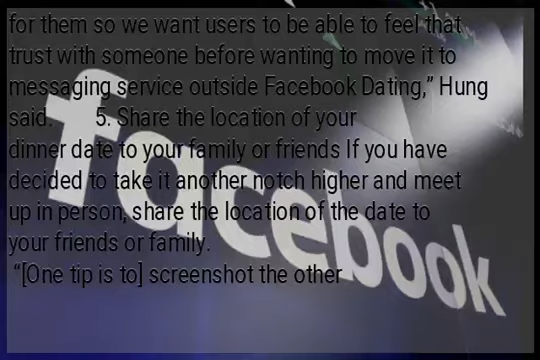 for them so we want users to be able to feel that
trust with someone before wanting to move it to
messaging service outside Facebook Dating,” Hung
said. 5. Share the location of your
dinner date to your family or friends If you have
decided to take it another notch higher and meet
up in person, share the location of the date to
your friends or family.
“[One tip is to] screenshot the other
facebook